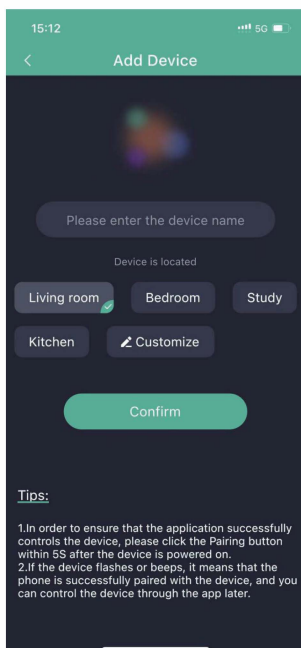 15:12 5G
Add Device
Please enter the device name
Device is located
Living room Bedroom Study
Kitchen Customize
Confirm
Tips:
1.In order to ensure that the application successfully
controls the device, please click the Pairing button
within 5S after the device is powered on.
2.If the device flashes or beeps, it means that the
phone is successfully paired with the device, and you
can control the device through the app later.